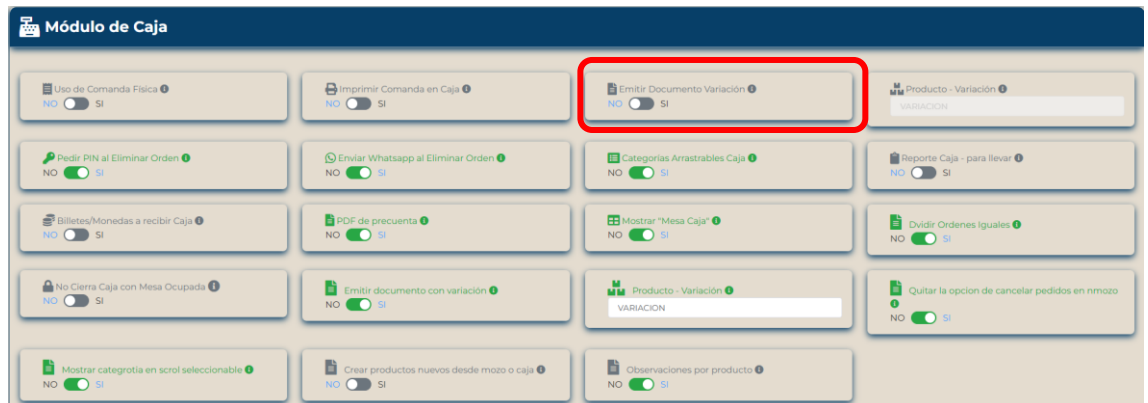 Módulo de Caja
Uso de Comanda Física
NO SI
Imprimir Comanda en Caja
NO SI
Emitir Documento Variación
NO SI
Producto - Variación
VARIACION
Pedir PIN al Eliminar Orden
NO SI
Enviar Whatsapp al Eliminar Orden
NO SI
Categorías Arrastrables Caja
NO SI
Reporte Caja - para llevar
NO SI
Billetes/Monedas a recibir Caja
NO SI
PDF de precuenta
NO SI
Mostrar "Mesa Caja"
NO SI
Dvidir Ordenes Iguales
NO SI
No Cierra Caja con Mesa Ocupada
NO SI
Emitir documento con variación
NO SI
Producto - Variación
VARIACION
Quitar la opcion de cancelar pedidos en nmozo
NO SI
Mostrar categrotia en scrol seleccionable
NO SI
Crear productos nuevos desde mozo o caja
NO SI
Observaciones por producto
NO SI